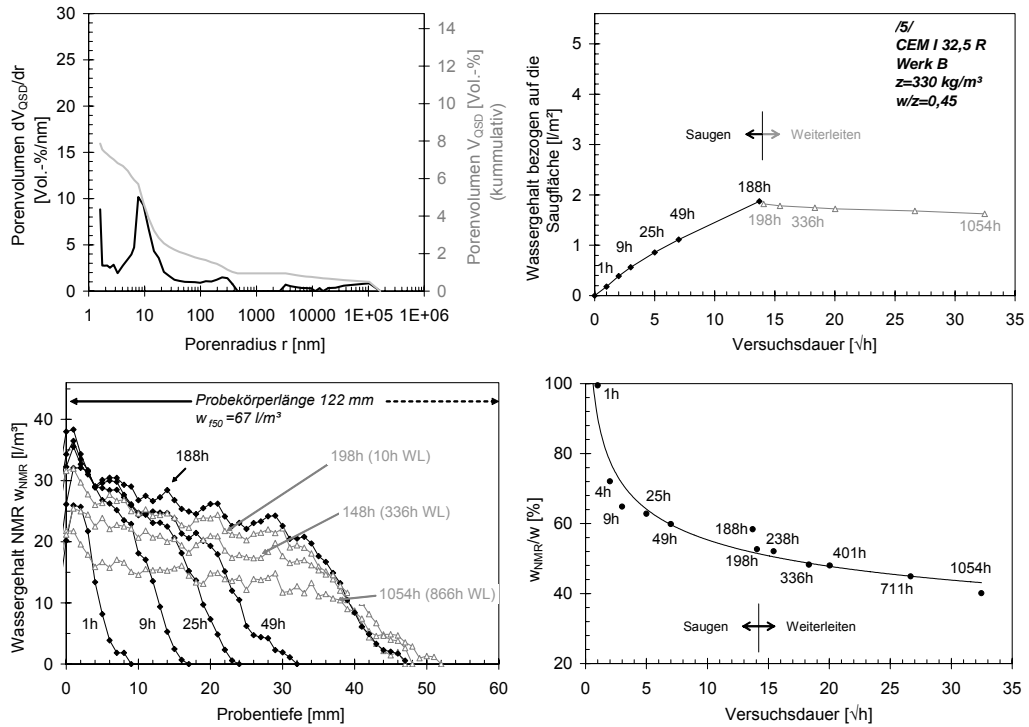 30
25
20
15
10
5
0
14
12
10
8
6
4
2
0
Porenvolumen dV_QSD/dr
[Vol.-%/nm]
Porenvolumen V_QSD [Vol.-%]
(kummulativ)
1
10
100
1000
10000
1E+05
1E+06
Porenradius r [nm]
/5/
CEM I 32,5 R
Werk B
z=330 kg/m³
w/z=0,45
5
4
3
2
1
0
Wassergehalt bezogen auf die
Saugfläche [l/m²]
Saugen
Weiterleiten
188h
49h
25h
9h
1h
198h
336h
1054h
0
5
10
15
20
25
30
35
Versuchsdauer [√h]
40
30
20
10
0
Wassergehalt NMR w_NMR [l/m³]
Probekörperlänge 122 mm
w_f50 =67 l/m³
188h
198h (10h WL)
148h (336h WL)
1054h (866h WL)
1h
9h
25h
49h
0
10
20
30
40
50
60
Probentiefe [mm]
100
80
60
40
20
w_NMR/w [%]
1h
4h
9h
25h
49h
188h
198h
238h
336h
401h
711h
1054h
Saugen
Weiterleiten
0
5
10
15
20
25
30
35
Versuchsdauer [√h]